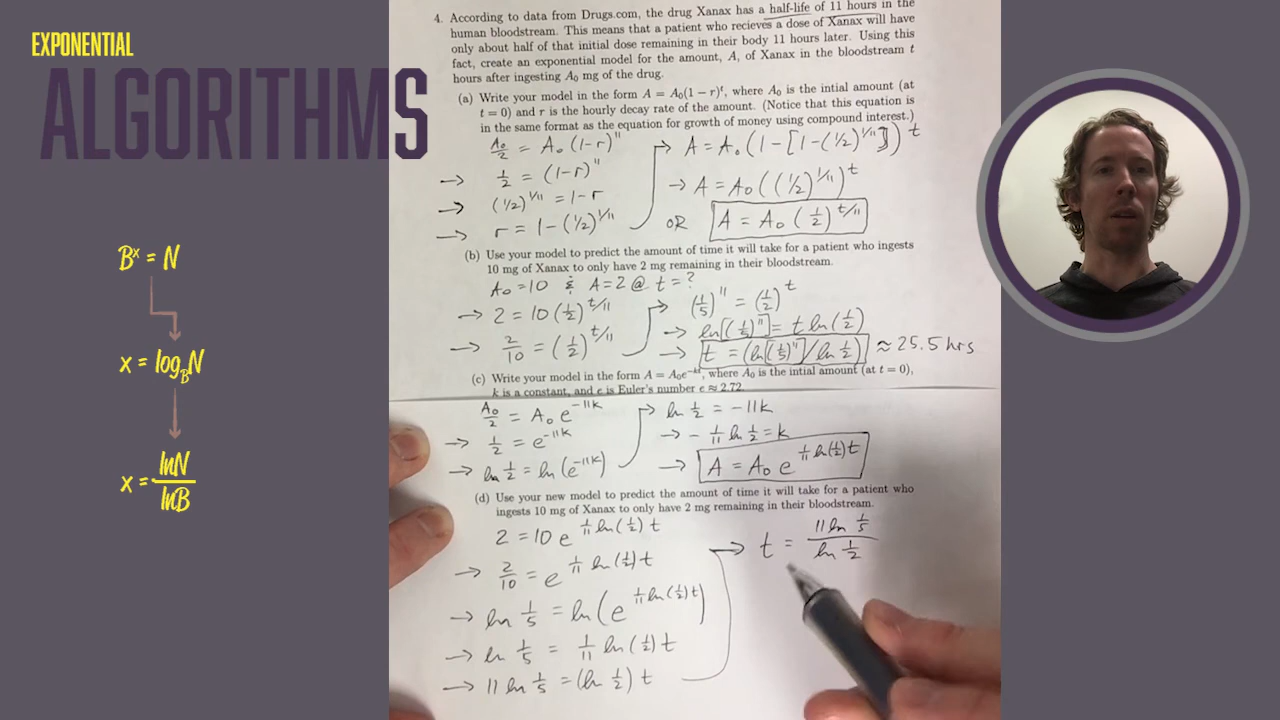 EXPONENTIAL
ALGORITHMS
Bˣ = N
x = log_B N
x = lnN/lnB
4. According to data from Drugs.com, the drug Xanax has a half-life of 11 hours in the
human bloodstream. This means that a patient who recieves a dose of Xanax will have
only about half of that initial dose remaining in their body 11 hours later. Using this
fact, create an exponential model for the amount, A, of Xanax in the bloodstream t
hours after ingesting A₀ mg of the drug.
(a) Write your model in the form A = A₀(1 − r)ᵗ, where A₀ is the intial amount (at
t = 0) and r is the hourly decay rate of the amount. (Notice that this equation is
in the same format as the equation for growth of money using compound interest.)
A₀/2 = A₀(1-r)^11
→ 1/2 = (1-r)^11
→ (1/2)^1/11 = 1-r
→ r = 1-(1/2)^1/11
→ A = A₀(1-[1-(1/2)^1/11])^t
→ A = A₀((1/2)^1/11)^t
OR A = A₀(1/2)^t/11
(b) Use your model to predict the amount of time it will take for a patient who ingests
10 mg of Xanax to only have 2 mg remaining in their bloodstream.
A₀=10 & A=2 @ t=?
→ 2 = 10(1/2)^t/11
→ 2/10 = (1/2)^t/11
→ (1/5)^11 = (1/2)^t
→ ln[(1/5)^11] = t ln(1/2)
→ t = (ln[(1/5)^11]/ln 1/2) ≈ 25.5 hrs
(c) Write your model in the form A = A₀e^−kt, where A₀ is the intial amount (at t = 0),
k is a constant, and e is Euler's number e ≈ 2.72.
A₀/2 = A₀ e^-11k
→ 1/2 = e^-11k
→ ln 1/2 = ln(e^-11k)
→ ln 1/2 = -11k
→ - 1/11 ln 1/2 = k
→ A = A₀ e^1/11 ln(1/2)t
(d) Use your new model to predict the amount of time it will take for a patient who
ingests 10 mg of Xanax to only have 2 mg remaining in their bloodstream.
2 = 10 e^1/11 ln(1/2) t
→ 2/10 = e^1/11 ln(1/2)t
→ ln 1/5 = ln(e^1/11 ln(1/2)t)
→ ln 1/5 = 1/11 ln(1/2)t
→ 11 ln 1/5 = (ln 1/2) t
→ t = 11 ln 1/5 / ln 1/2